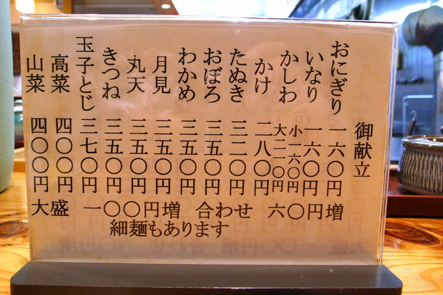 御献立
おにぎり 一六〇円
いなり 一六〇円
かしわ 小一六〇円
大
かけ 二八〇円
たぬき 三二〇円
おぼろ 三五〇円
わかめ 三五〇円
月見 三五〇円
丸天 三五〇円
きつね 三五〇円
玉子とじ 三七〇円
高菜 四〇〇円
山菜 四〇〇円
大盛 一〇〇円増 合わせ 六〇円増
細麺もあります